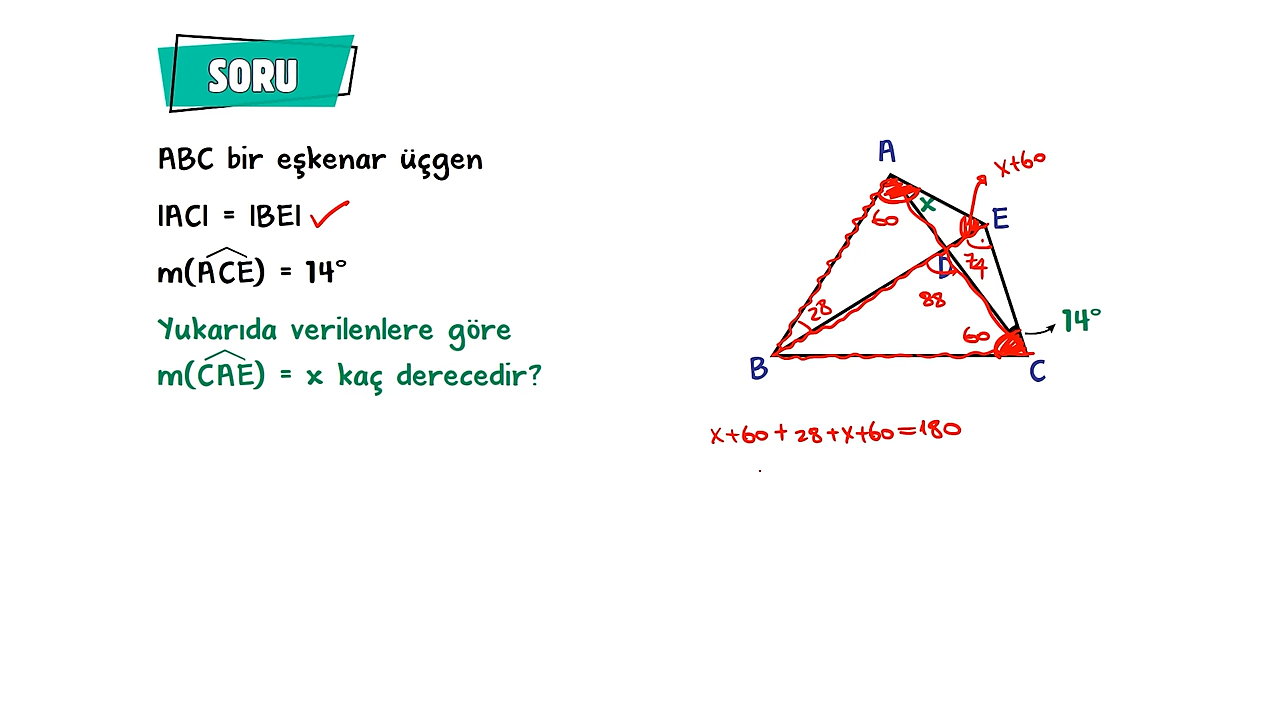 SORU
ABC bir eşkenar üçgen
|AC| = |BE|
m(ACE) = 14°
Yukarıda verilenlere göre
m(CAE) = x kaç derecedir?
A
x+60
60
x
E
D
74
28
88
60
14°
B
C
x+60+28+x+60=180